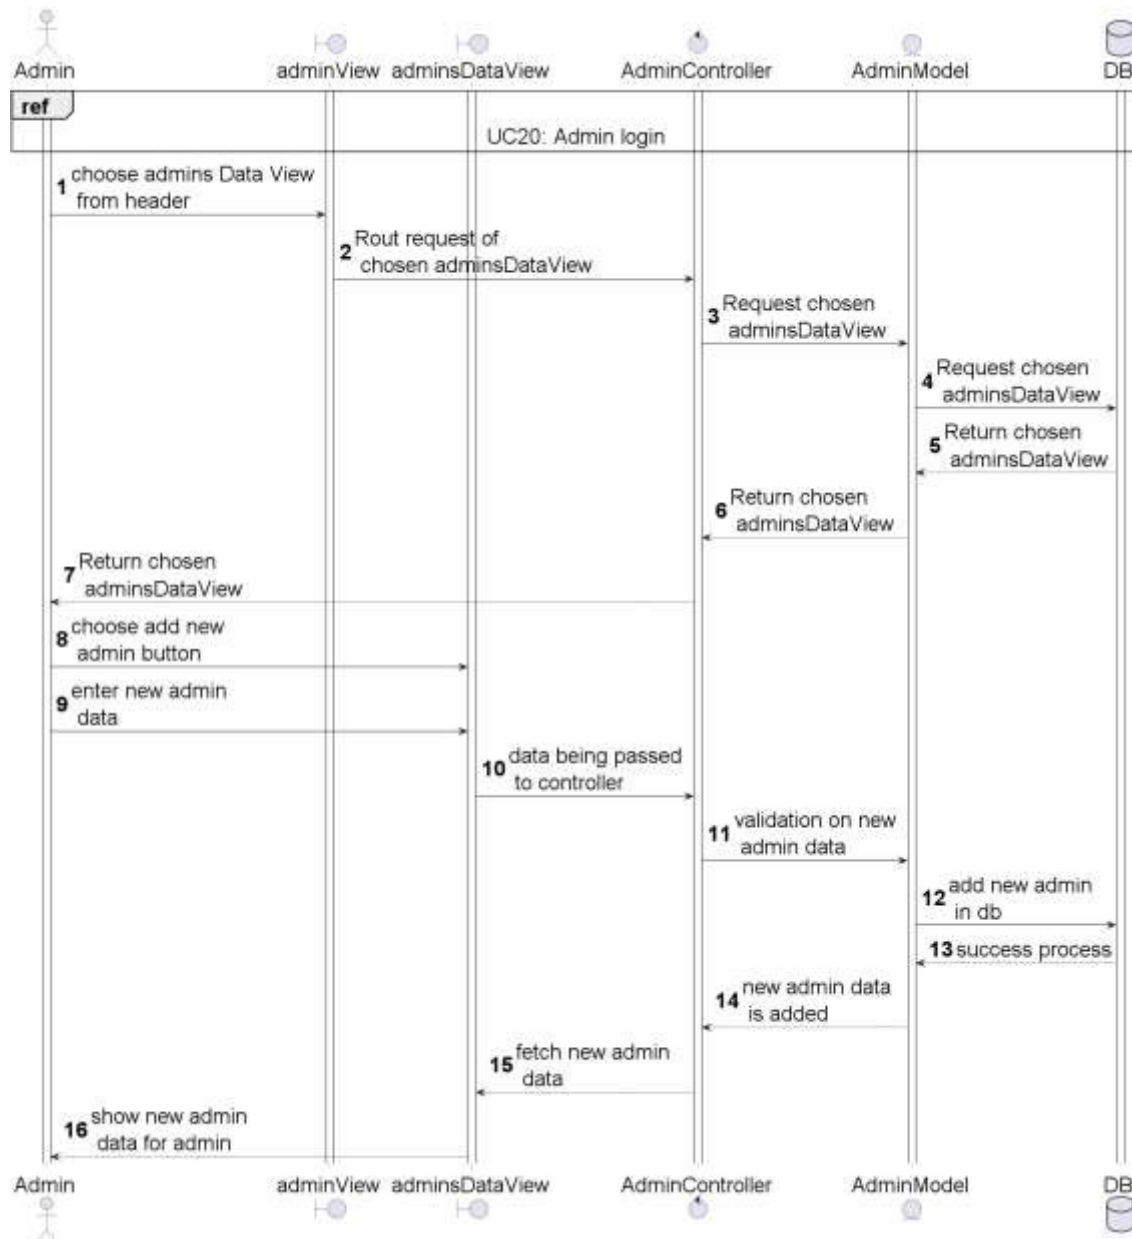 Admin adminView adminsDataView AdminController AdminModel DB
ref
UC20: Admin login
1 choose admins Data View
from header
2 Rout request of
chosen adminsDataView
3 Request chosen
adminsDataView
4 Request chosen
adminsDataView
5 Return chosen
adminsDataView
6 Return chosen
adminsDataView
7 Return chosen
adminsDataView
8 choose add new
admin button
9 enter new admin
data
10 data being passed
to controller
11 validation on new
admin data
12 add new admin
in db
13 success process
14 new admin data
is added
15 fetch new admin
data
16 show new admin
data for admin
Admin adminView adminsDataView AdminController AdminModel DB